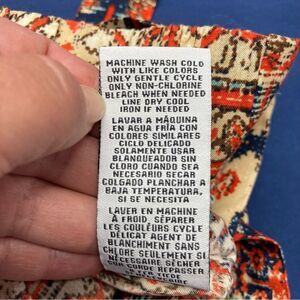 MACHINE WASH COLD
WITH LIKE COLORS
ONLY GENTLE CYCLE
ONLY NON-CHLORINE
BLEACH WHEN NEEDED
LINE DRY COOL
IRON IF NEEDED
LAVAR A MÁQUINA
EN AGUA FRÍA CON
COLORES SIMILARES
CICLO DELICADO
SOLAMENTE USAR
BLANQUEADOR SIN
CLORO CUANDO SEA
NECESARIO SECAR
COLGADO PLANCHAR A
BAJA TEMPERATURA,
SI SE NECESITA
LAVER EN MACHINE
À FROID, SÉPARER
LES COULEURS CYCLE
DÉLICAT AGENT DE
BLANCHIMENT SANS
CHLORE SEULEMENT SI
NÉCESSAIRE SÉCHER
SUR CORDE REPASSER